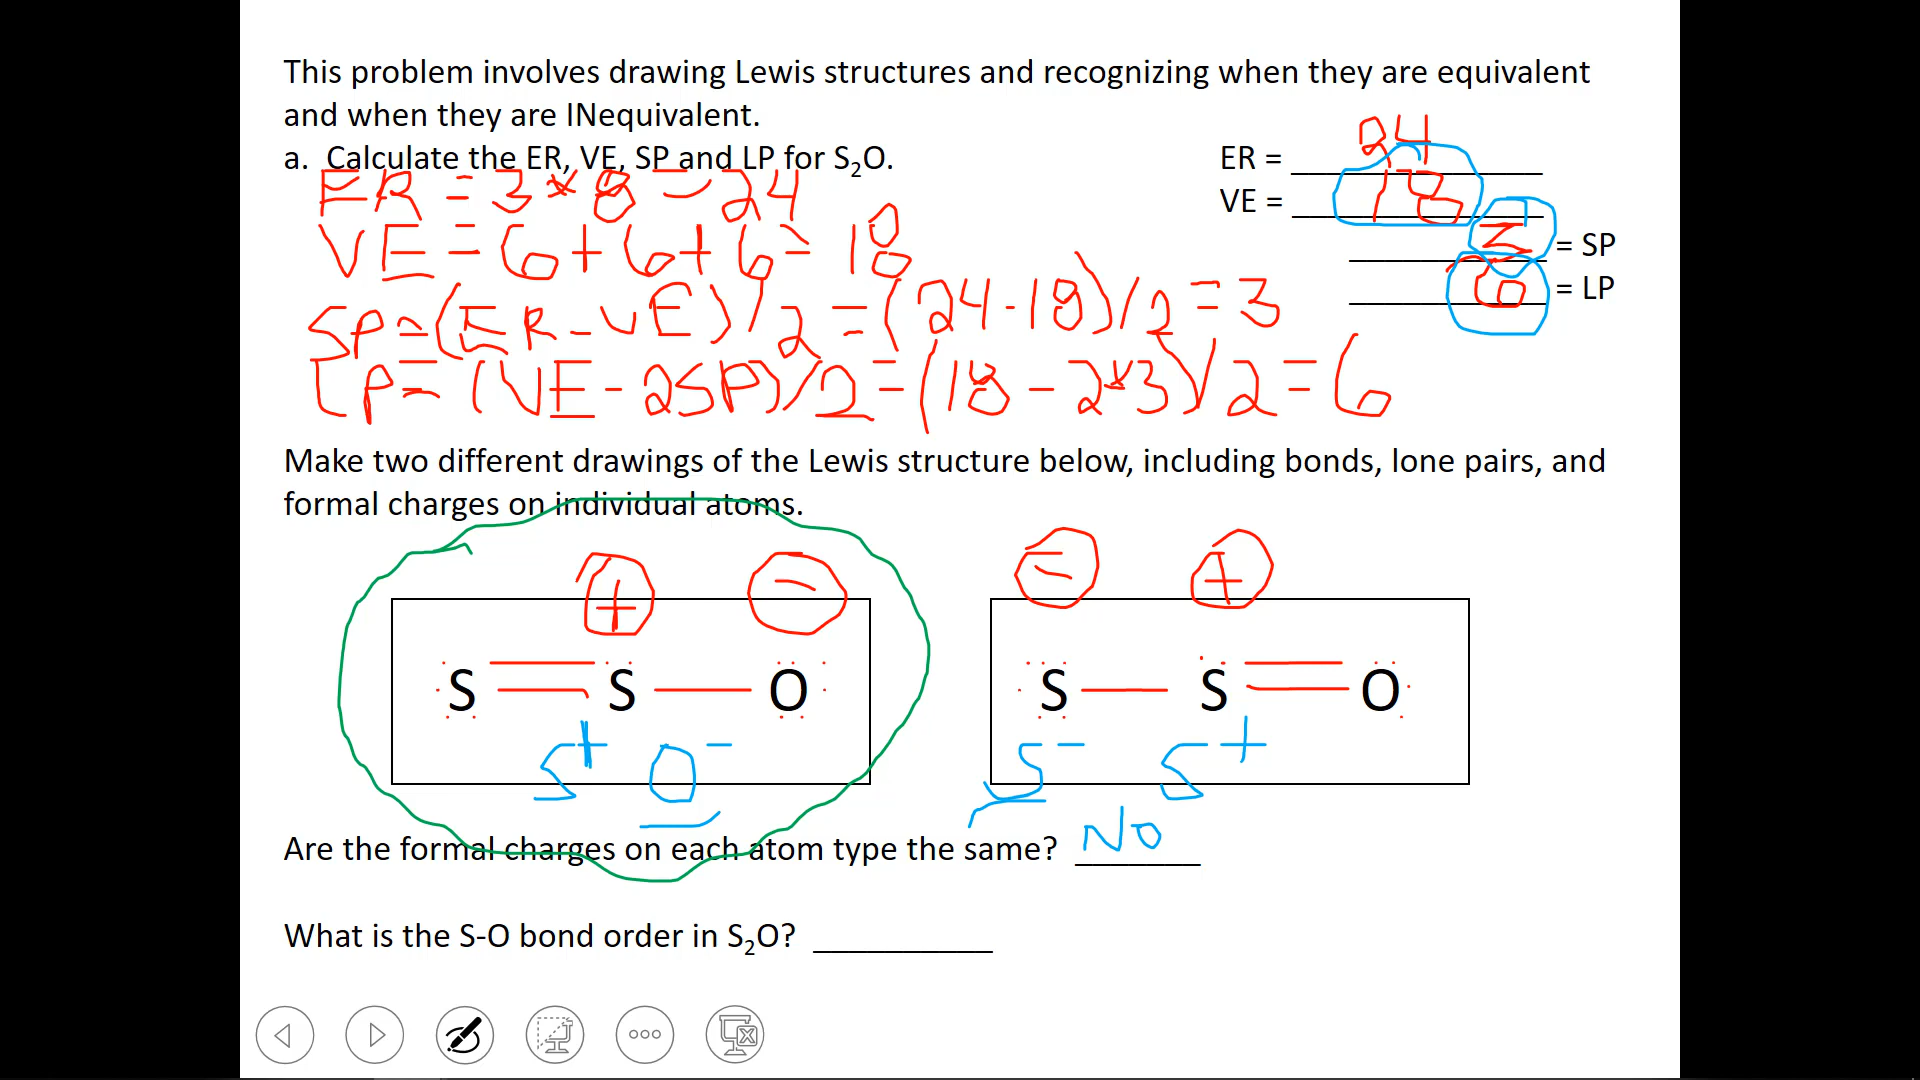 This problem involves drawing Lewis structures and recognizing when they are equivalent
and when they are INequivalent.
a. Calculate the ER, VE, SP and LP for S₂O.
ER = 24
VE = 18
= SP
6 = LP
ER = 3*8 = 24
VE = 6+6+6=18
SP=(ER-VE)/2=(24-18)/2=3
LP=(VE-2SP)/2=(18-2*3)/2=6
Make two different drawings of the Lewis structure below, including bonds, lone pairs, and
formal charges on individual atoms.
+ − − +
S S O S S O
S+ O− S− S+
Are the formal charges on each atom type the same? NO
What is the S-O bond order in S₂O?